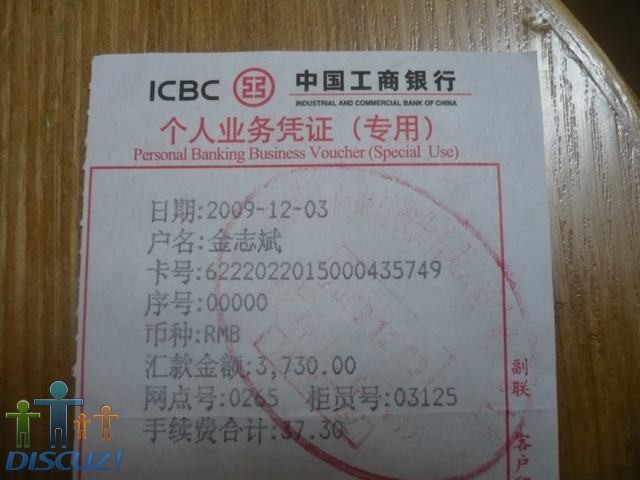 ICBC 中国工商银行
INDUSTRIAL AND COMMERCIAL BANK OF CHINA
个人业务凭证（专用）
Personal Banking Business Voucher (Special Use)
日期:2009-12-03
户名:金志斌
卡号:6222022015000435749
序号:00000
币种:RMB
汇款金额:3,730.00
网点号:0265 柜员号:03125
手续费合计:37.30
副联
客户
DISCUZ!